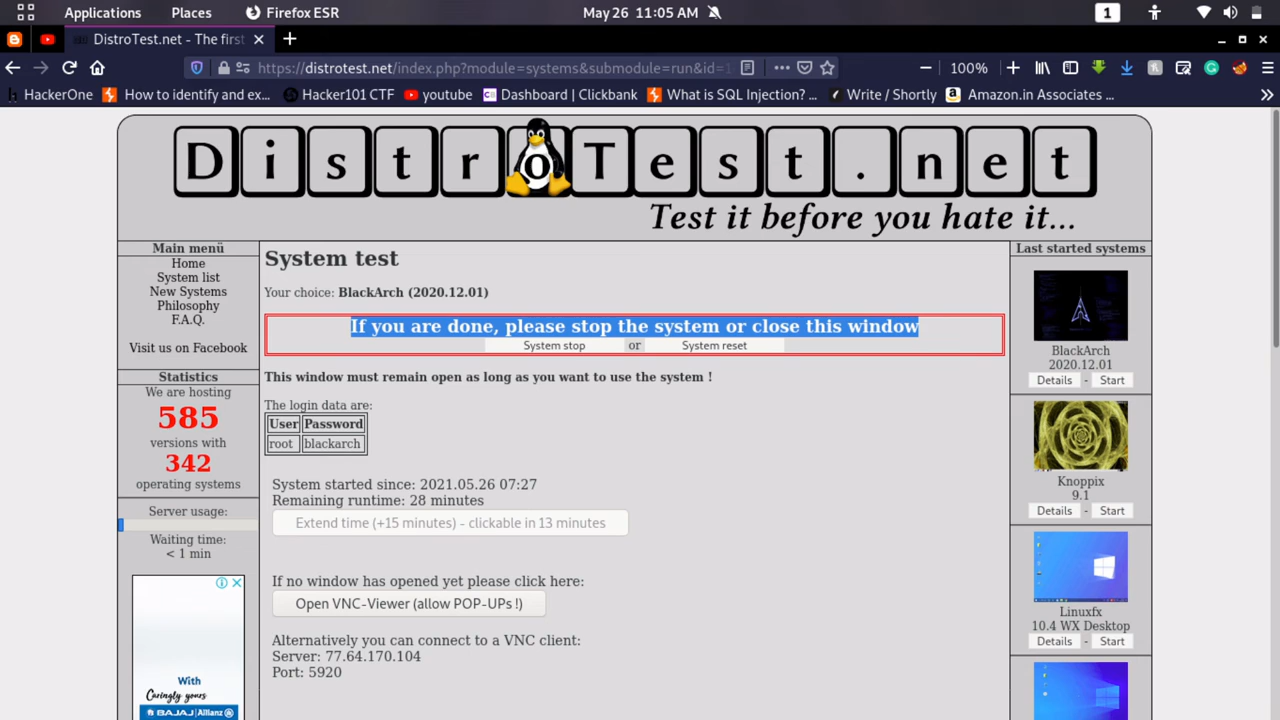 Applications Places Firefox ESR May 26 11:05 AM 1
DistroTest.net - The first
https://distrotest.net/index.php?module=systems&submodule=run&id=1 100%
HackerOne How to identify and ex... Hacker101 CTF youtube Dashboard | Clickbank What is SQL Injection? ... Write / Shortly Amazon.in Associates ...
DistroTest.net
Test it before you hate it...
Main menü
Home
System list
New Systems
Philosophy
F.A.Q.
Visit us on Facebook
Statistics
We are hosting
585
versions with
342
operating systems
Server usage:
Waiting time:
< 1 min
With
Caringly yours
BAJAJ Allianz
System test
Your choice: BlackArch (2020.12.01)
If you are done, please stop the system or close this window
System stop or System reset
This window must remain open as long as you want to use the system !
The login data are:
User Password
root blackarch
System started since: 2021.05.26 07:27
Remaining runtime: 28 minutes
Extend time (+15 minutes) - clickable in 13 minutes
If no window has opened yet please click here:
Open VNC-Viewer (allow POP-UPs !)
Alternatively you can connect to a VNC client:
Server: 77.64.170.104
Port: 5920
Last started systems
BlackArch
2020.12.01
Details - Start
Knoppix
9.1
Details - Start
Linuxfx
10.4 WX Desktop
Details - Start